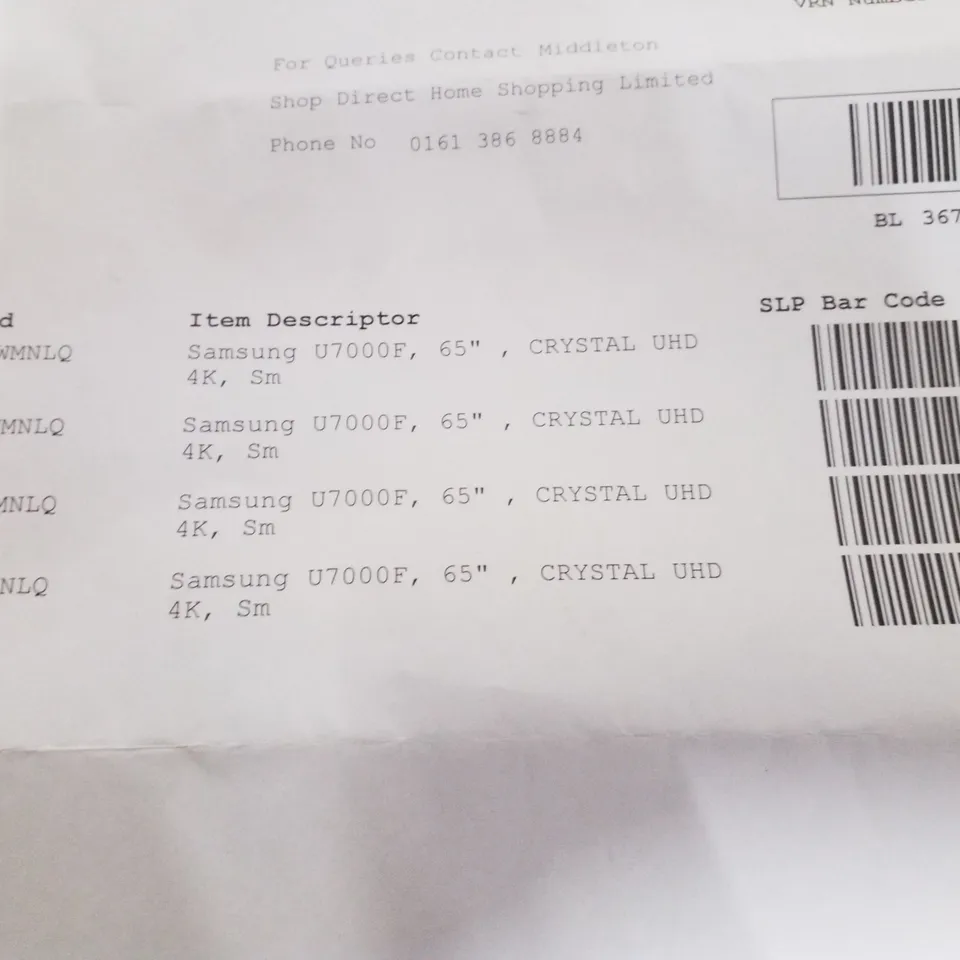 VRN
For Queries Contact Middleton
Shop Direct Home Shopping Limited
Phone No 0161 386 8884
BL 367
d Item Descriptor SLP Bar Code
WMNLQ Samsung U7000F, 65" , CRYSTAL UHD
4K, Sm
MNLQ Samsung U7000F, 65" , CRYSTAL UHD
4K, Sm
MNLQ Samsung U7000F, 65" , CRYSTAL UHD
4K, Sm
NLQ Samsung U7000F, 65" , CRYSTAL UHD
4K, Sm